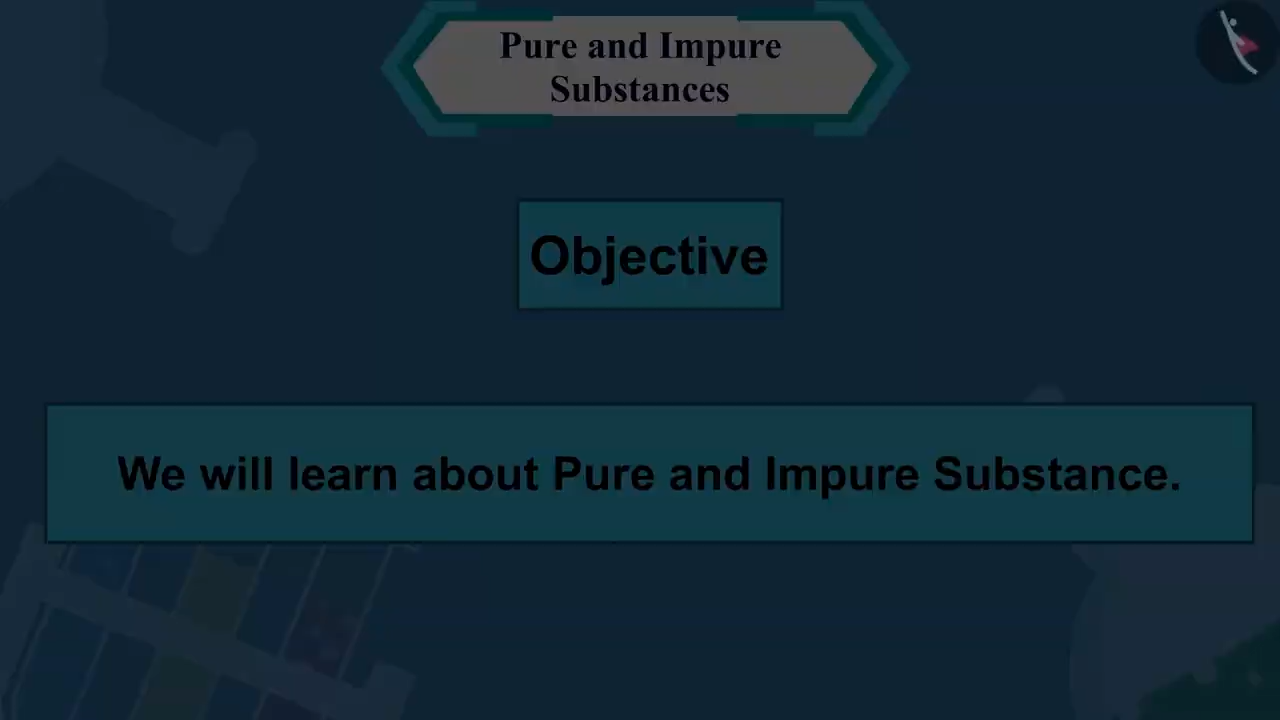 Pure and Impure
Substances
Objective
We will learn about Pure and Impure Substance.